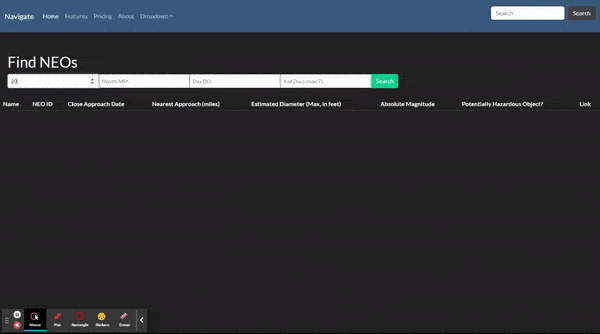 Navigate Home Features Pricing About Dropdown Search Search
Find NEOs
20 Month-MM Day-DD # of Days (max 7) Search
Name NEO ID Close Approach Date Nearest Approach (miles) Estimated Diameter (Max, in feet) Absolute Magnitude Potentially Hazardous Object? Link
Mouse Pen Rectangle Stickers Eraser